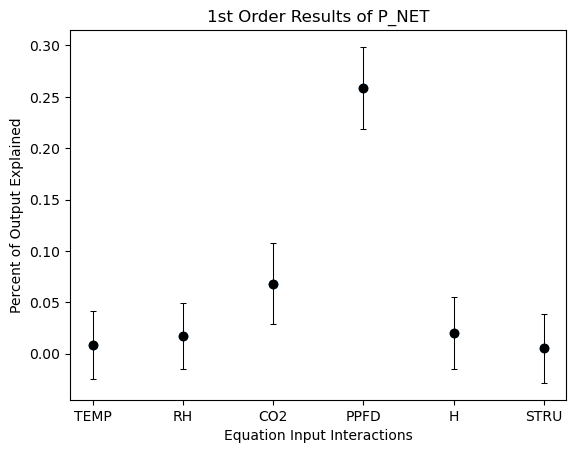 1st Order Results of P_NET
Percent of Output Explained
0.30
0.25
0.20
0.15
0.10
0.05
0.00
TEMP RH CO2 PPFD H STRU
Equation Input Interactions